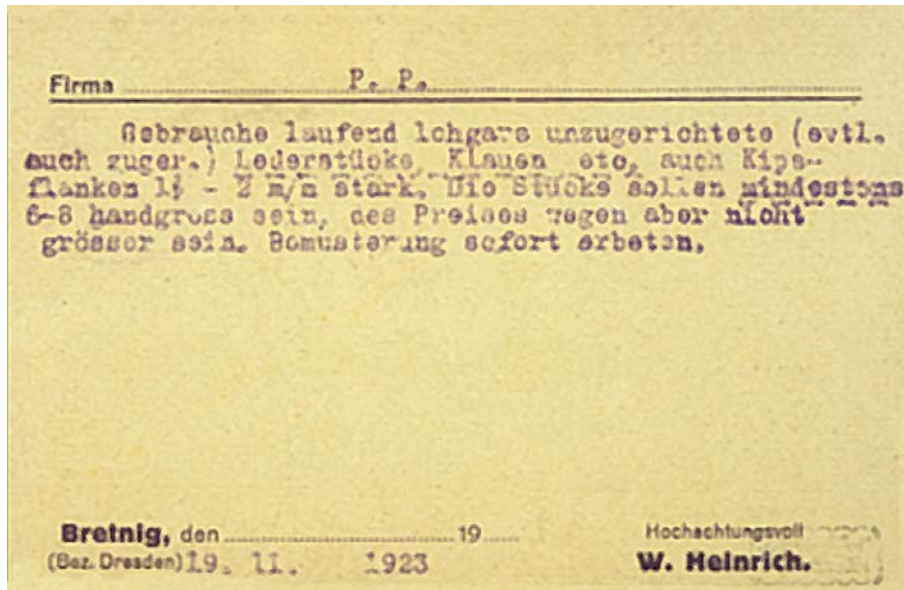 Firma P. P.
Gebrauche laufend lohgare unzugerichtete (evtl.
auch zuger.) Lederstücke, Klauen etc, auch Kips-
flanken 1½ - 2 m/m stark. Die Stücke sollen mindestens
6-8 handgross sein, des Preises wegen aber nicht
grösser sein. Bemusterung sofort erbeten.
Bretnig, den 19
Hochachtungsvoll
(Bez. Dresden) 19. 11. 1923
W. Heinrich.